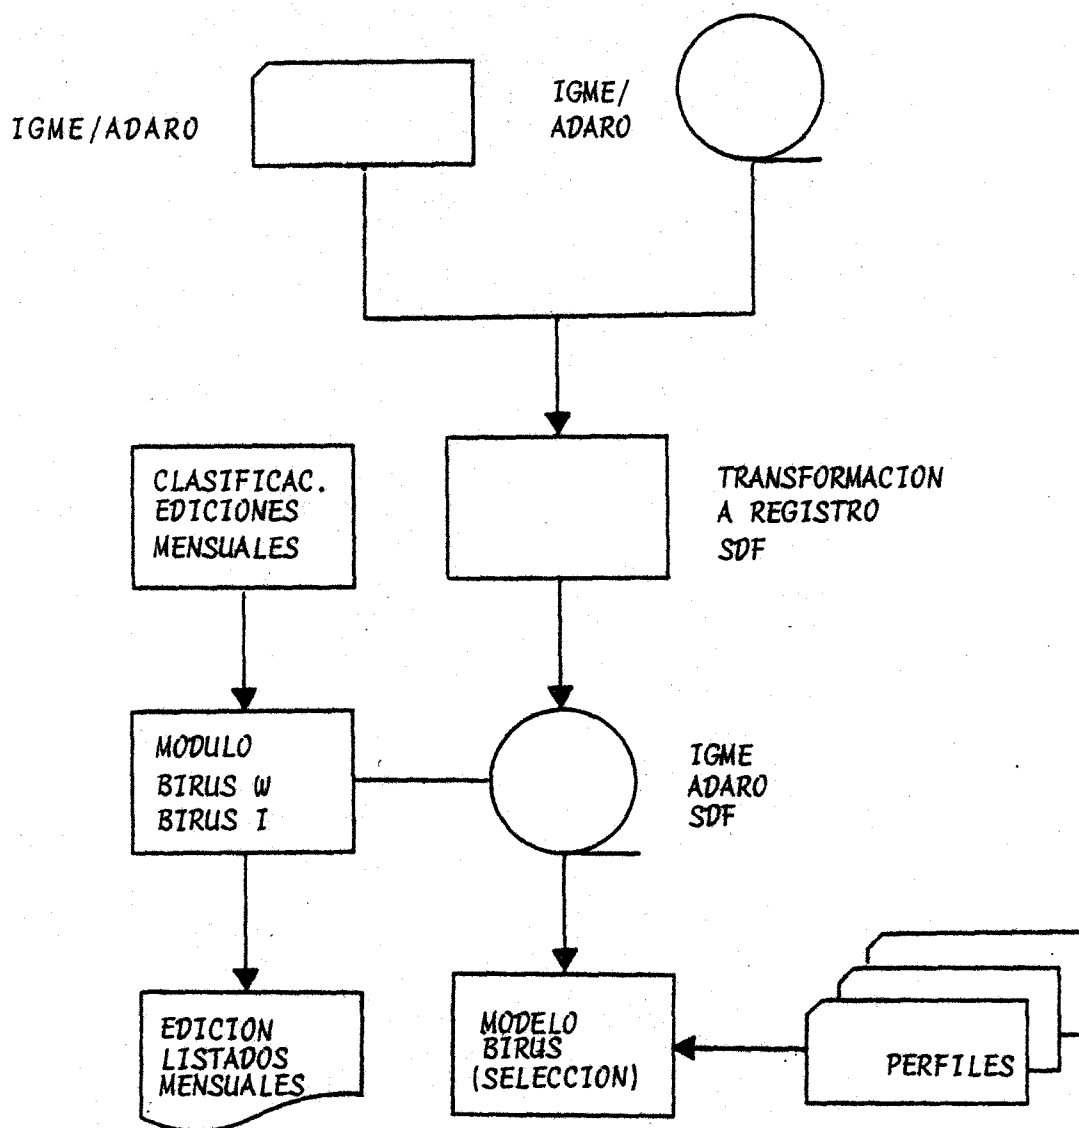 IGME/ADARO
IGME/
ADARO
CLASIFICAC.
EDICIONES
MENSUALES
TRANSFORMACION
A REGISTRO
SDF
MODULO
BIRUS W
BIRUS I
IGME
ADARO
SDF
EDICION
LISTADOS
MENSUALES
MODELO
BIRUS
(SELECCION)
PERFILES